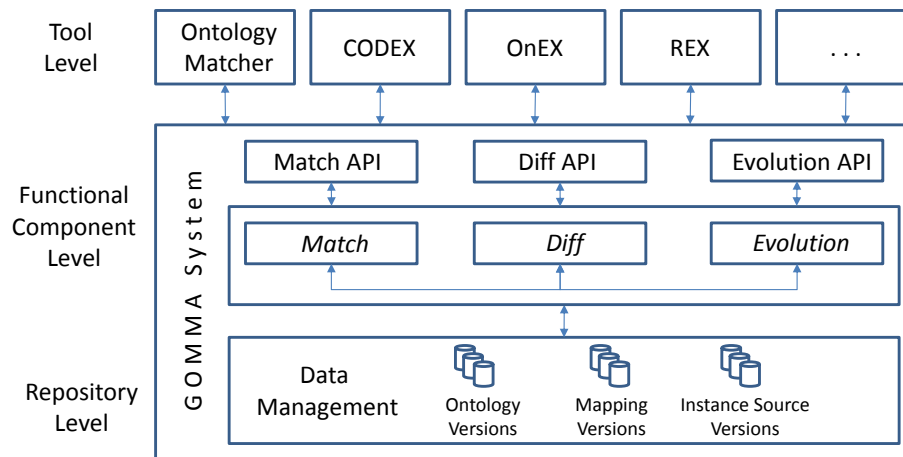 Tool
Level
Ontology
Matcher
CODEX
OnEX
REX
. . .
GOMMA System
Functional
Component
Level
Match API
Diff API
Evolution API
Match
Diff
Evolution
Repository
Level
Data
Management
Ontology
Versions
Mapping
Versions
Instance Source
Versions